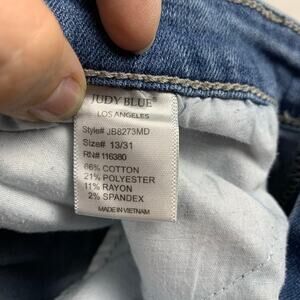 JUDY BLUE®
LOS ANGELES
Style# JB8273MD
Size# 13/31
RN# 116380
66% COTTON
21% POLYESTER
11% RAYON
2% SPANDEX
MADE IN VIETNAM